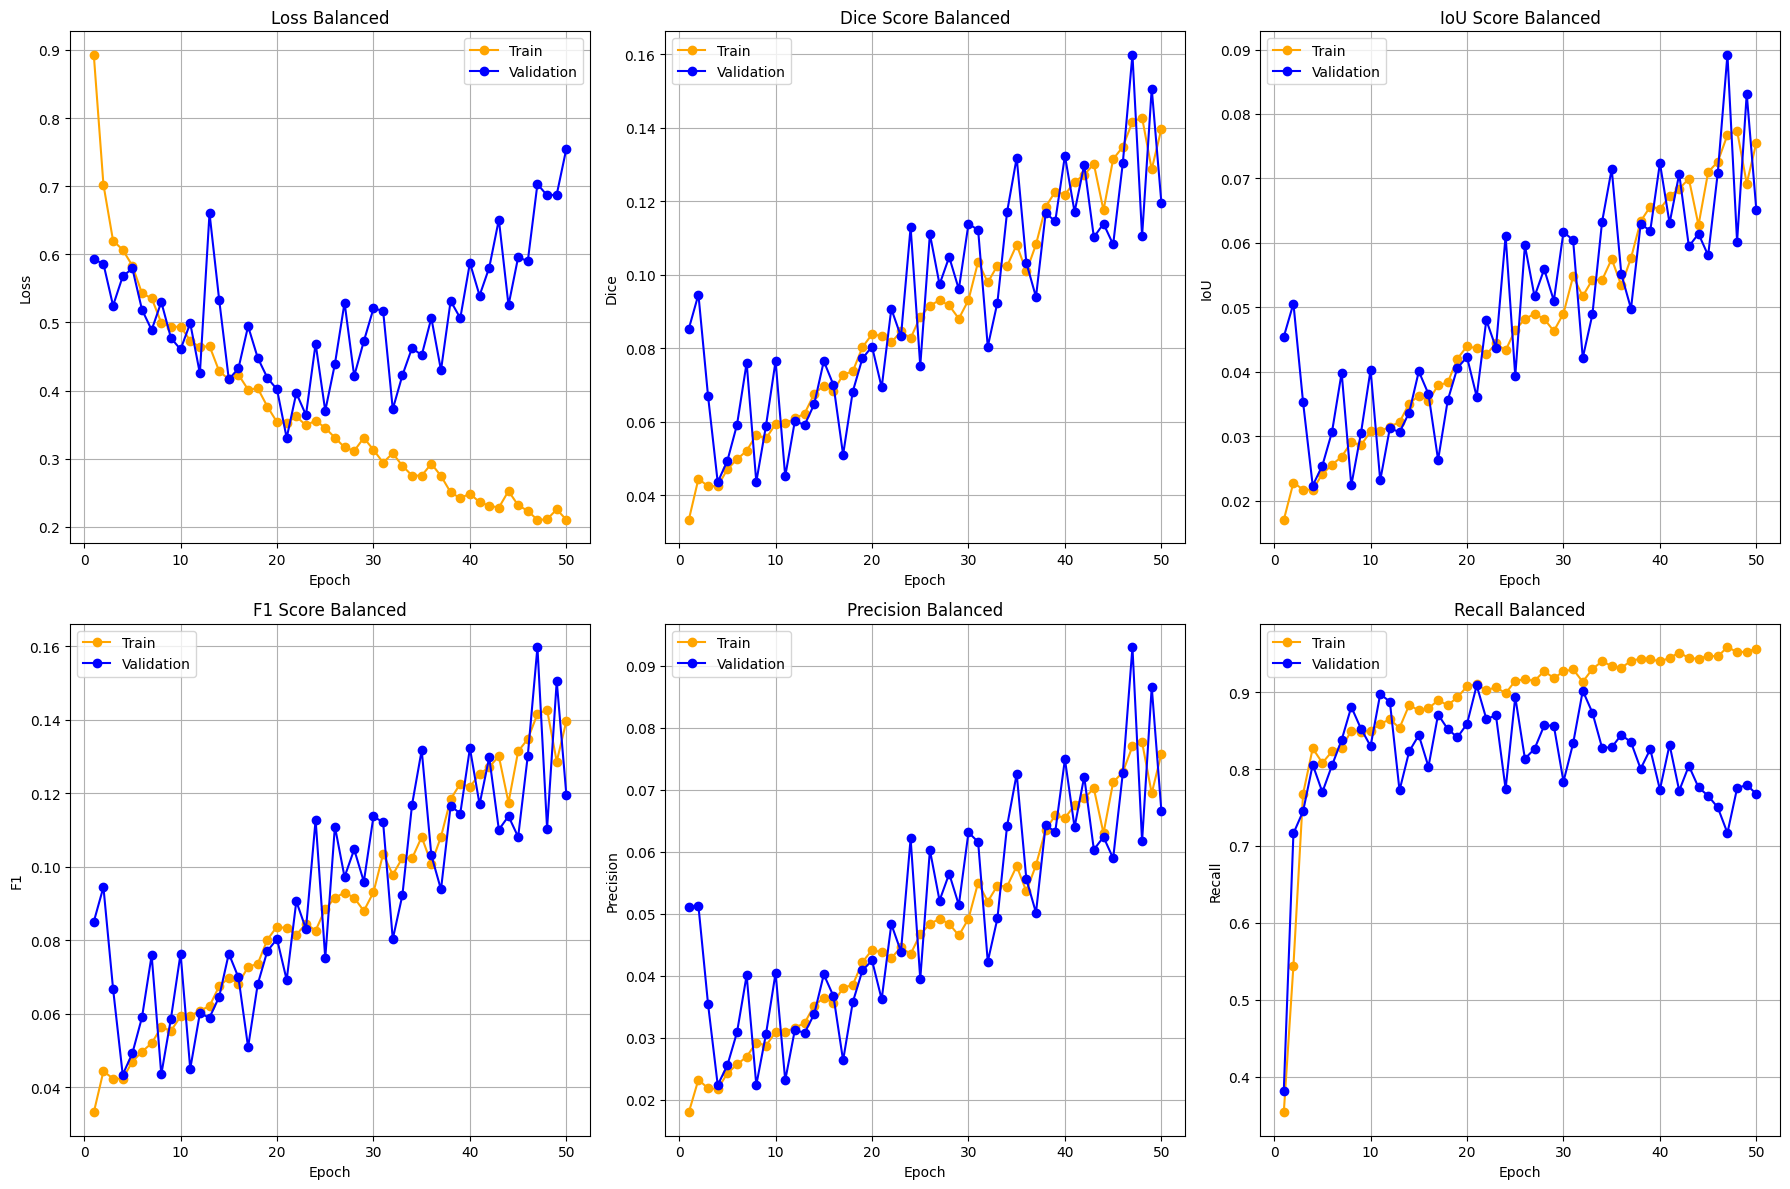 Loss Balanced
Train
Validation
0.9
0.8
0.7
0.6
0.5
0.4
0.3
0.2
Loss
0 10 20 30 40 50
Epoch
Dice Score Balanced
Train
Validation
0.16
0.14
0.12
0.10
0.08
0.06
0.04
Dice
0 10 20 30 40 50
Epoch
IoU Score Balanced
Train
Validation
0.09
0.08
0.07
0.06
0.05
0.04
0.03
0.02
IoU
0 10 20 30 40 50
Epoch
F1 Score Balanced
Train
Validation
0.16
0.14
0.12
0.10
0.08
0.06
0.04
F1
0 10 20 30 40 50
Epoch
Precision Balanced
Train
Validation
0.09
0.08
0.07
0.06
0.05
0.04
0.03
0.02
Precision
0 10 20 30 40 50
Epoch
Recall Balanced
Train
Validation
0.9
0.8
0.7
0.6
0.5
0.4
Recall
0 10 20 30 40 50
Epoch